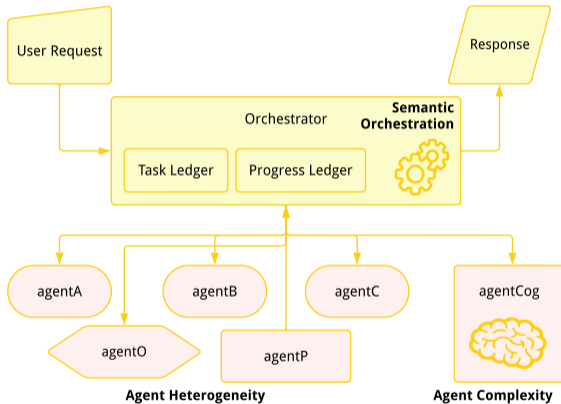 User Request
Response
Semantic
Orchestration
Orchestrator
Task Ledger
Progress Ledger
agentA
agentB
agentC
agentCog
agentO
agentP
Agent Heterogeneity
Agent Complexity